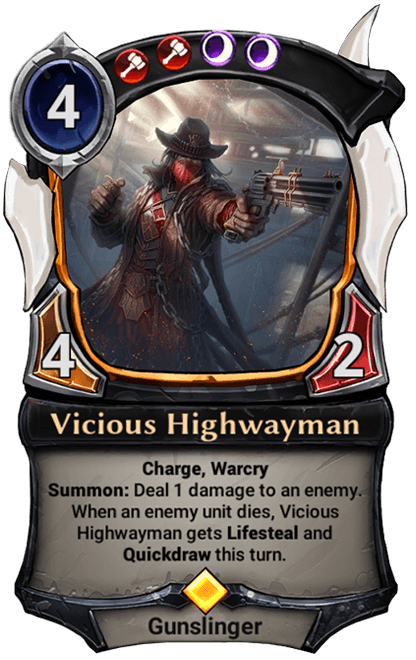 4
4
2
Vicious Highwayman
Charge, Warcry
Summon: Deal 1 damage to an enemy.
When an enemy unit dies, Vicious
Highwayman gets Lifesteal and
Quickdraw this turn.
Gunslinger